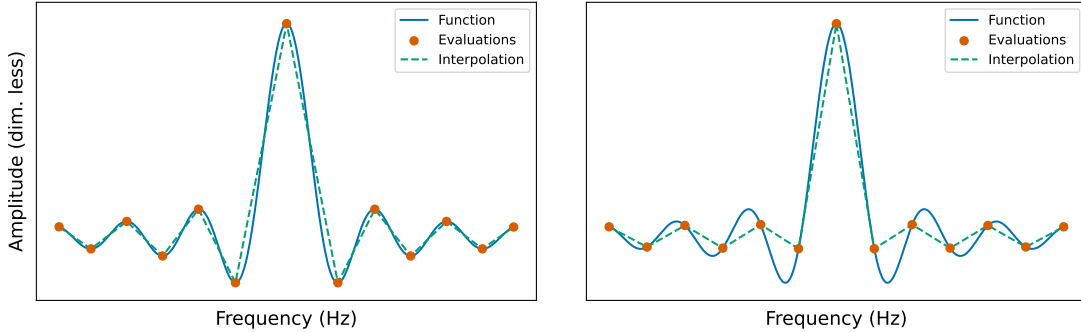 Amplitude (dim. less)
Function
Evaluations
Interpolation
Frequency (Hz)
Function
Evaluations
Interpolation
Frequency (Hz)